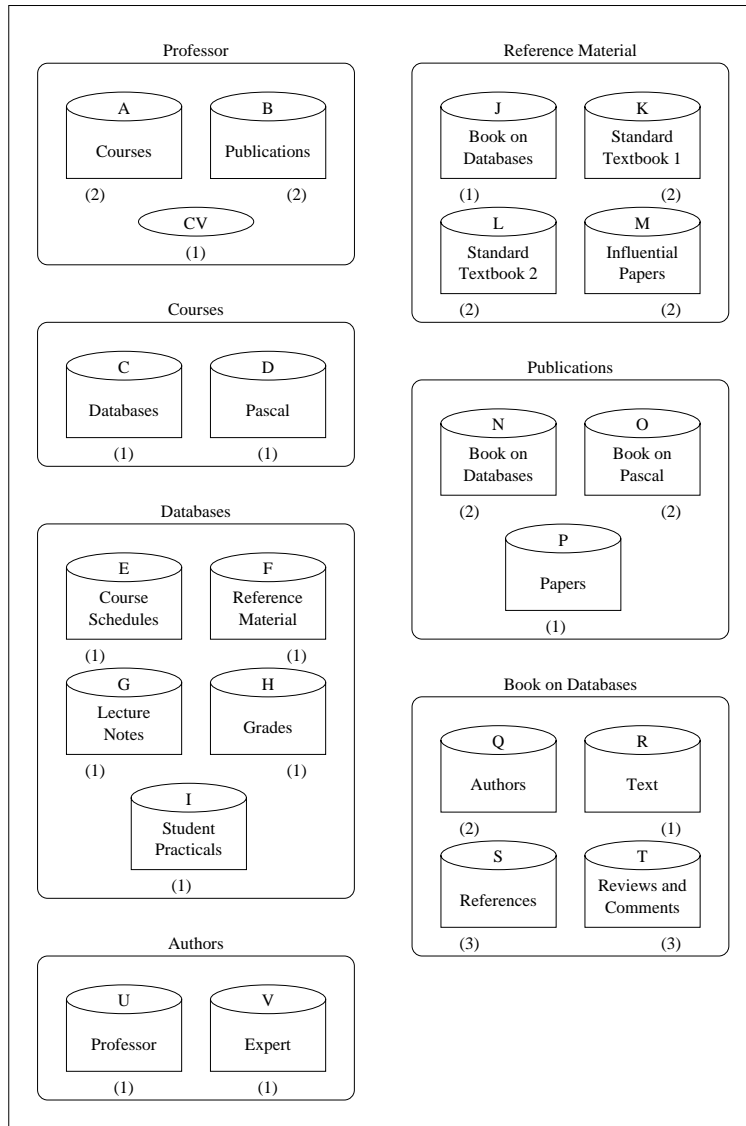 Professor
A
B
Courses
Publications
(2)
(2)
CV
(1)
Courses
C
D
Databases
Pascal
(1)
(1)
Databases
E
F
Course
Schedules
Reference
Material
(1)
(1)
G
H
Lecture
Notes
Grades
(1)
(1)
I
Student
Practicals
(1)
Authors
U
V
Professor
Expert
(1)
(1)
Reference Material
J
K
Book on
Databases
Standard
Textbook 1
(1)
(2)
L
M
Standard
Textbook 2
Influential
Papers
(2)
(2)
Publications
N
O
Book on
Databases
Book on
Pascal
(2)
(2)
P
Papers
(1)
Book on Databases
Q
R
Authors
Text
(2)
(1)
S
T
References
Reviews and
Comments
(3)
(3)